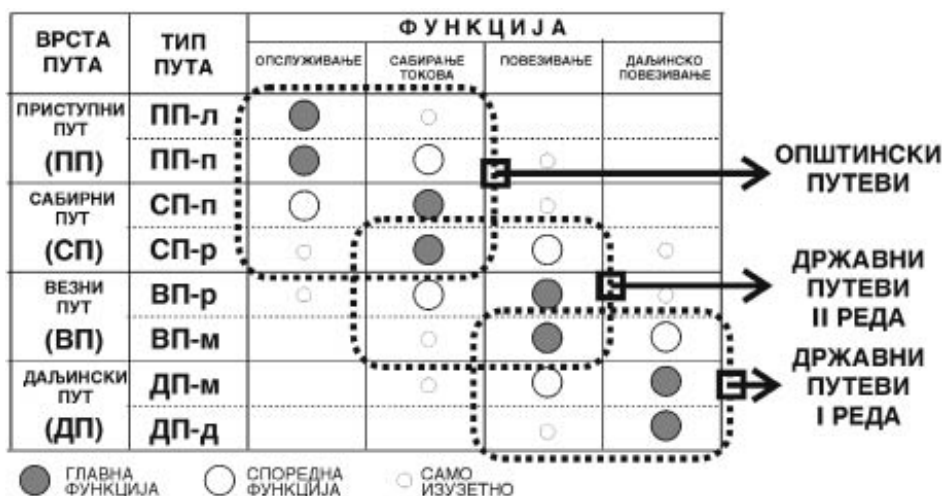 ВРСТА
ПУТА
ТИП
ПУТА
ФУНКЦИЈА
ОПСЛУЖИВАЊЕ
САБИРАЊЕ
ТОКОВА
ПОВЕЗИВАЊЕ
ДАЉИНСКО
ПОВЕЗИВАЊЕ
ПРИСТУПНИ
ПУТ
(ПП)
ПП-л
ПП-п
САБИРНИ
ПУТ
(СП)
СП-п
СП-р
ВЕЗНИ
ПУТ
(ВП)
ВП-р
ВП-м
ДАЉИНСКИ
ПУТ
(ДП)
ДП-м
ДП-д
ОПШТИНСКИ
ПУТЕВИ
ДРЖАВНИ
ПУТЕВИ
II РЕДА
ДРЖАВНИ
ПУТЕВИ
I РЕДА
ГЛАВНА
ФУНКЦИЈА
СПОРЕДНА
ФУНКЦИЈА
САМО
ИЗУЗЕТНО